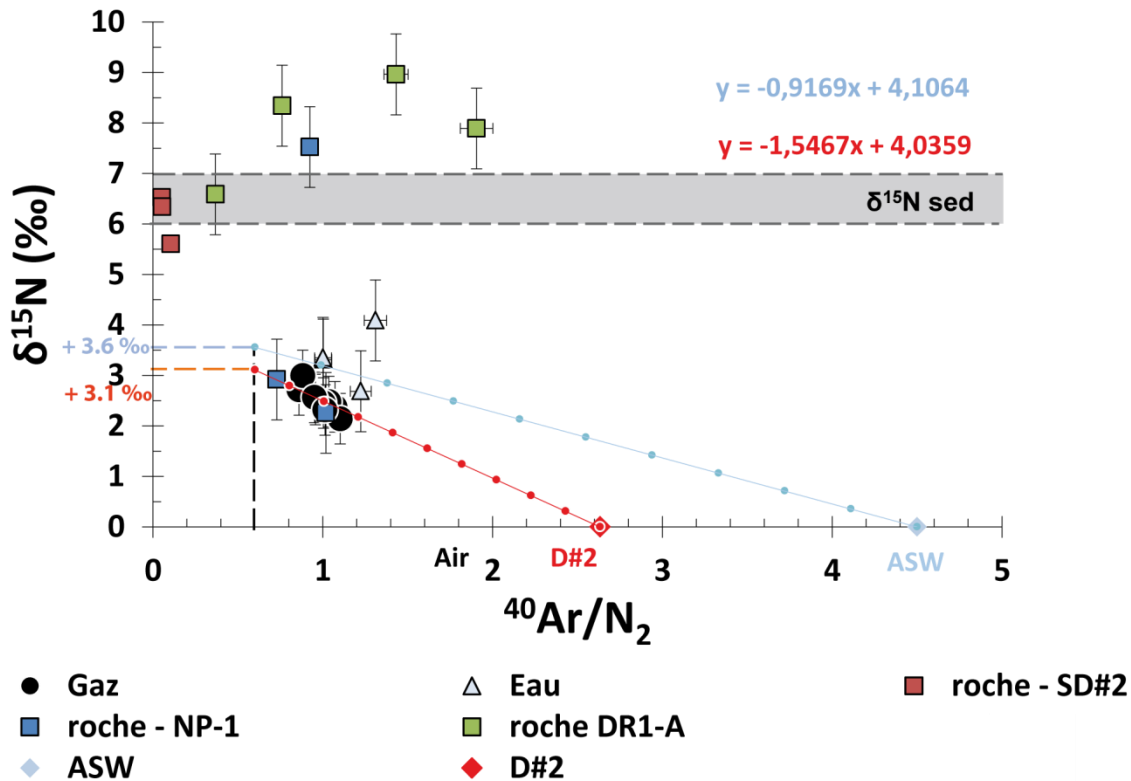 10
9
8
7
6
5
4
3
2
1
0
δ¹⁵N (‰)
y = -0,9169x + 4,1064
y = -1,5467x + 4,0359
δ¹⁵N sed
+ 3.6 ‰
+ 3.1 ‰
Air
D#2
ASW
0 1 2 3 4 5
⁴⁰Ar/N₂
Gaz Eau roche - SD#2
roche - NP-1 roche DR1-A
ASW D#2